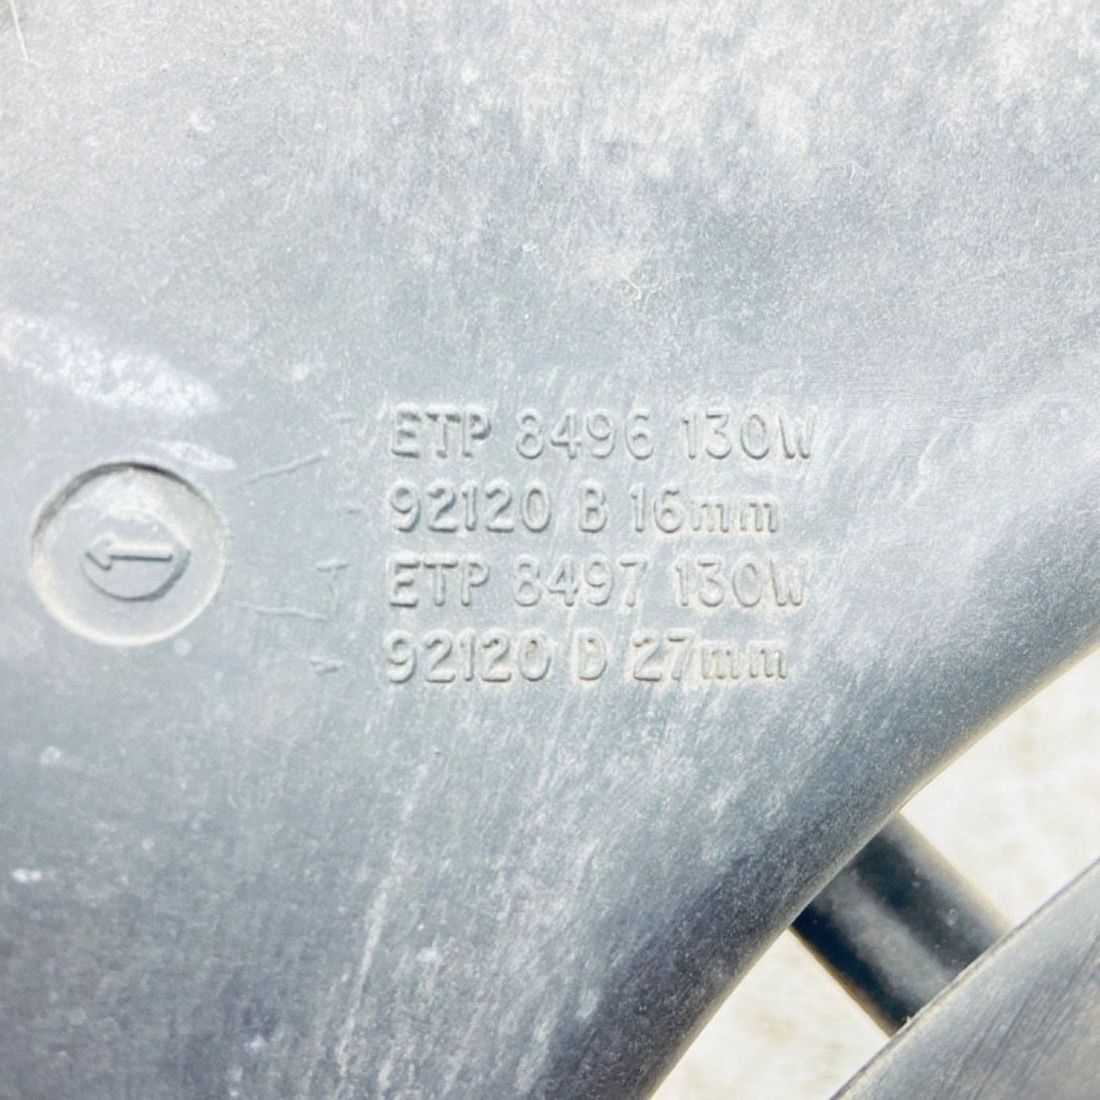 ETP 8496 130W
92120 B 16mm
ETP 8497 130W
92120 D 27mm